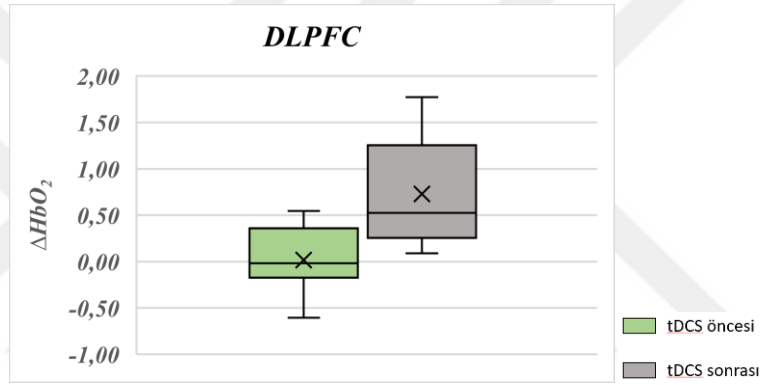 DLPFC
ΔHbO₂
2,00
1,50
1,00
0,50
0,00
-0,50
-1,00
tDCS öncesi
tDCS sonrası